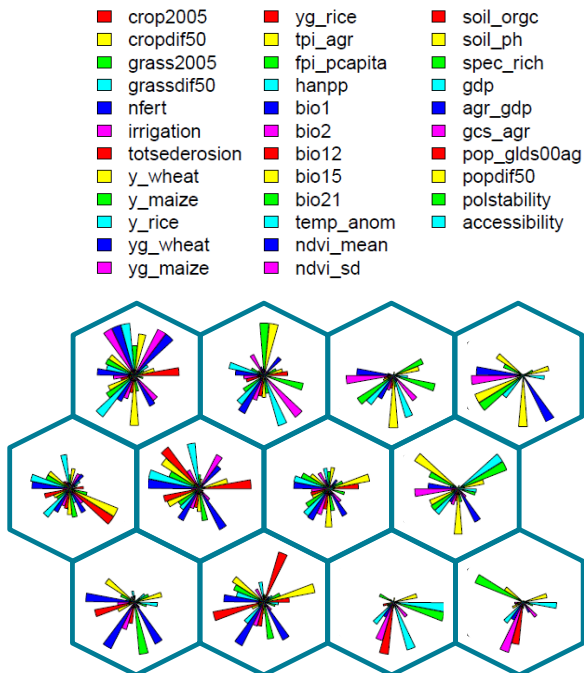 crop2005 yg_rice soil_orgc
cropdif50 tpi_agr soil_ph
grass2005 fpi_pcapita spec_rich
grassdif50 hanpp gdp
nfert bio1 agr_gdp
irrigation bio2 gcs_agr
totsederosion bio12 pop_glds00ag
y_wheat bio15 popdif50
y_maize bio21 polstability
y_rice temp_anom accessibility
yg_wheat ndvi_mean
yg_maize ndvi_sd